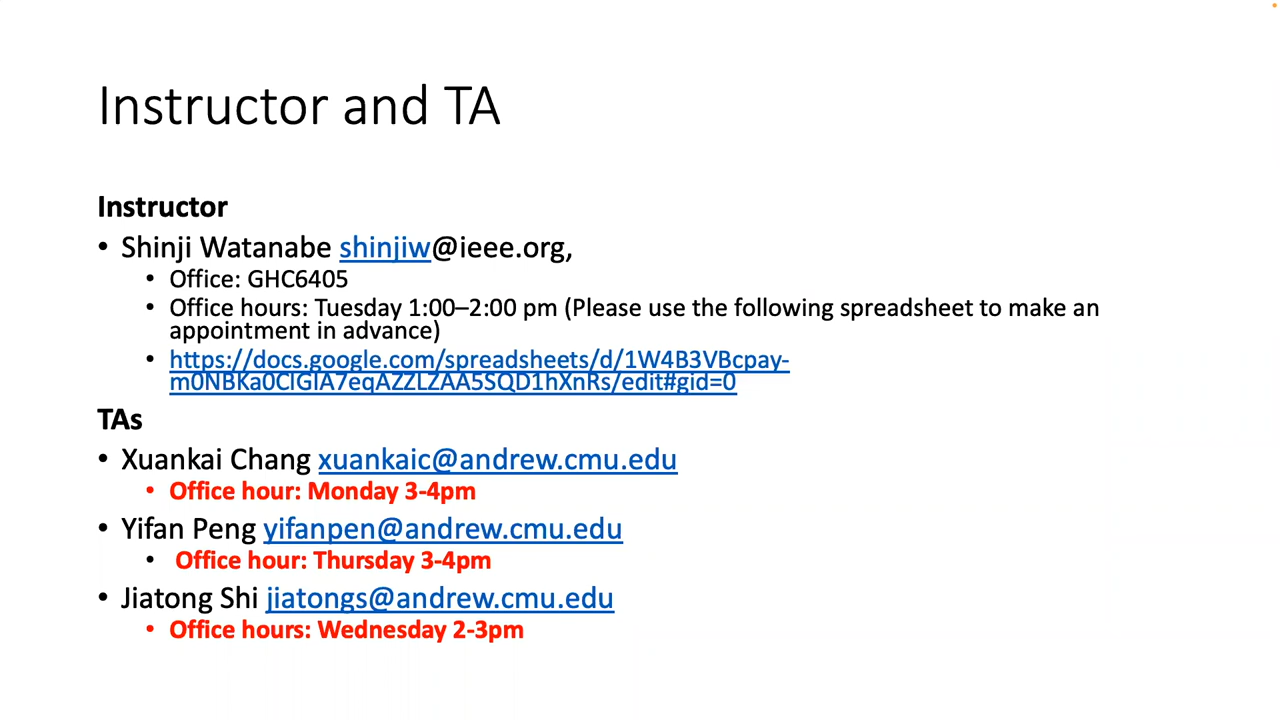 Instructor and TA
Instructor
• Shinji Watanabe shinjiw@ieee.org,
• Office: GHC6405
• Office hours: Tuesday 1:00–2:00 pm (Please use the following spreadsheet to make an
appointment in advance)
• https://docs.google.com/spreadsheets/d/1W4B3VBcpay-
m0NBKa0CIGIA7eqAZZLZAA5SQD1hXnRs/edit#gid=0
TAs
• Xuankai Chang xuankaic@andrew.cmu.edu
• Office hour: Monday 3-4pm
• Yifan Peng yifanpen@andrew.cmu.edu
• Office hour: Thursday 3-4pm
• Jiatong Shi jiatongs@andrew.cmu.edu
• Office hours: Wednesday 2-3pm